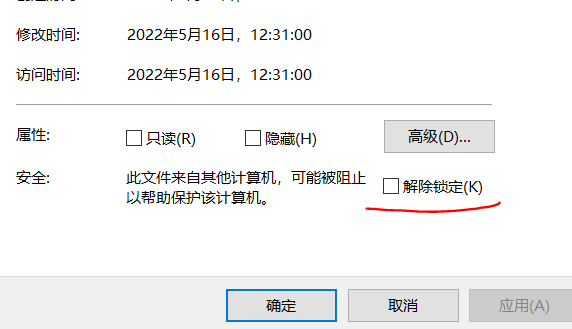 修改时间: 2022年5月16日，12:31:00
访问时间: 2022年5月16日，12:31:00
属性: 只读(R) 隐藏(H) 高级(D)...
安全: 此文件来自其他计算机，可能被阻止
以帮助保护该计算机。 解除锁定(K)
确定 取消 应用(A)